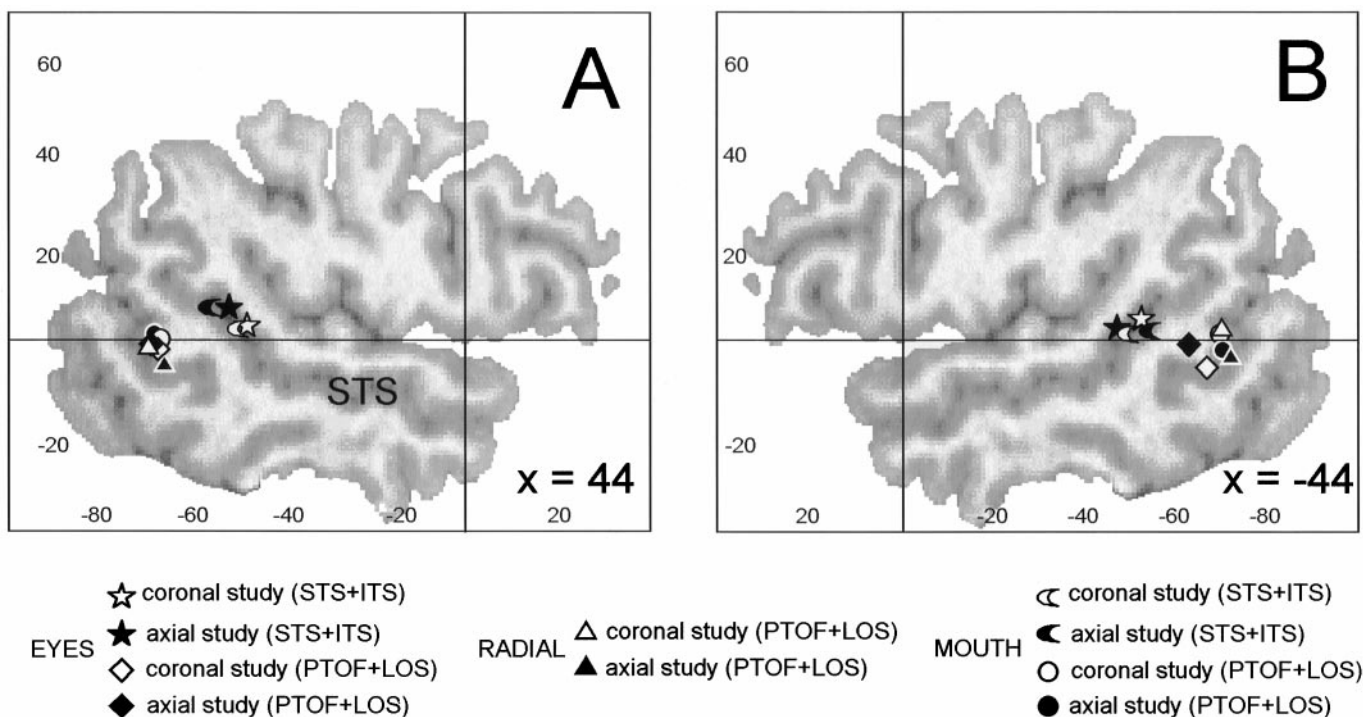 A
60
40
20
-20
STS
x = 44
-80 -60 -40 -20 20
B
60
40
20
-20
x = -44
20 -20 -40 -60 -80
EYES
coronal study (STS+ITS)
axial study (STS+ITS)
coronal study (PTOF+LOS)
axial study (PTOF+LOS)
RADIAL
coronal study (PTOF+LOS)
axial study (PTOF+LOS)
MOUTH
coronal study (STS+ITS)
axial study (STS+ITS)
coronal study (PTOF+LOS)
axial study (PTOF+LOS)